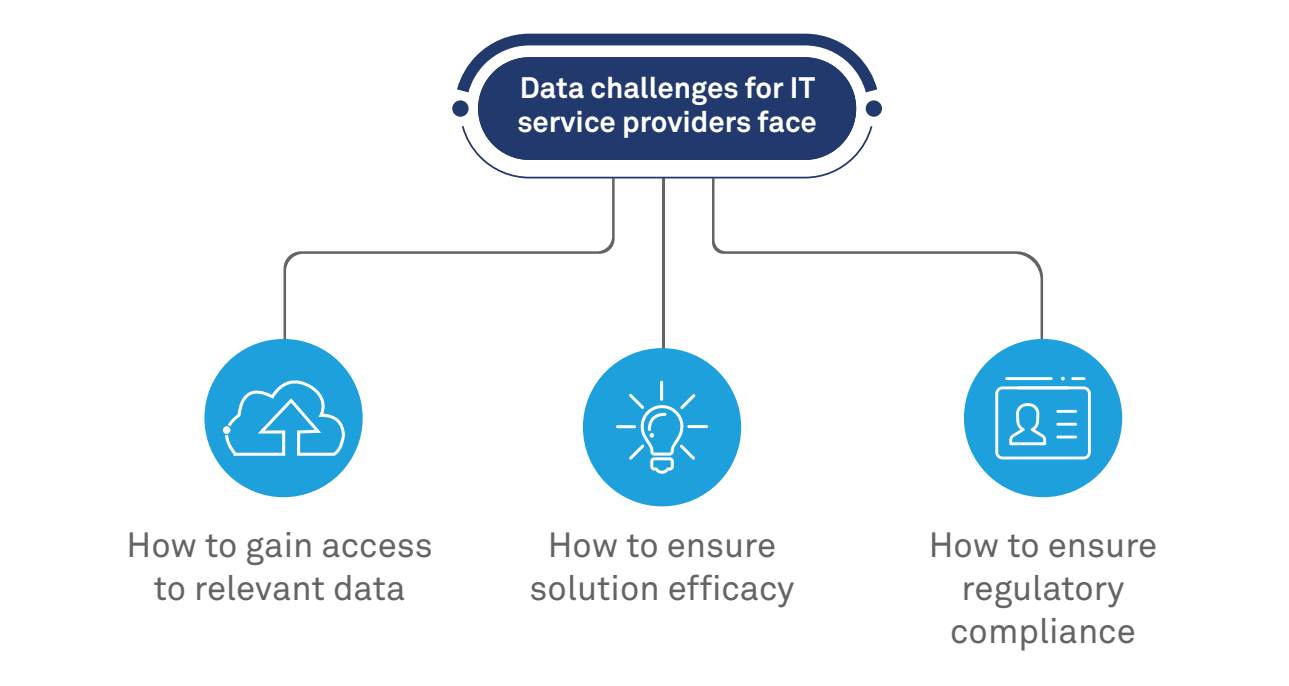 Data challenges for IT
service providers face
How to gain access
to relevant data
How to ensure
solution efficacy
How to ensure
regulatory
compliance